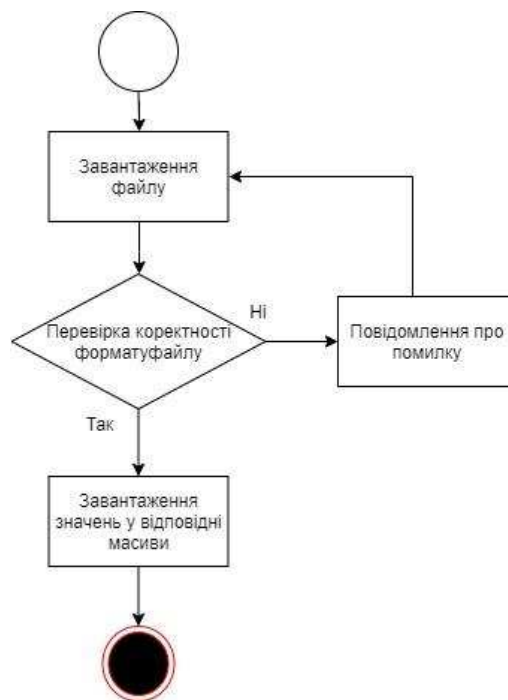 Завантаження
файлу
Перевірка коректності
форматуфайлу
Ні
Повідомлення про
помилку
Так
Завантаження
значень у відповідні
масиви